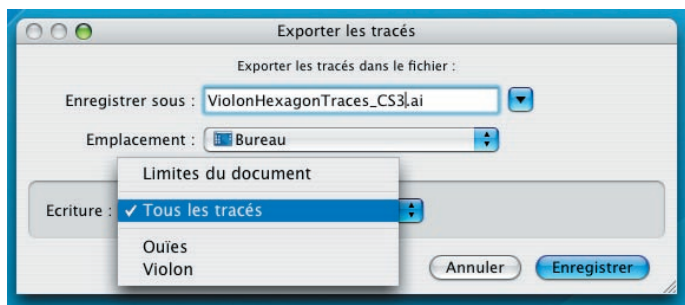 Exporter les tracés
Exporter les tracés dans le fichier :
Enregistrer sous : ViolonHexagonTraces_CS3.ai
Emplacement : Bureau
Limites du document
Ecriture : ✓ Tous les tracés
Ouïes
Violon
Annuler Enregistrer